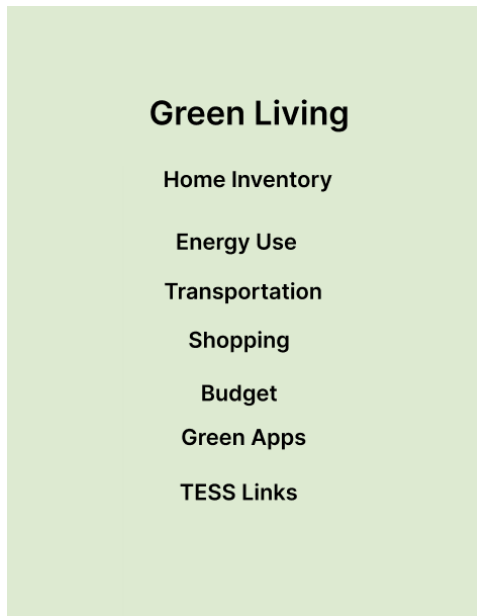 Green Living
Home Inventory
Energy Use
Transportation
Shopping
Budget
Green Apps
TESS Links